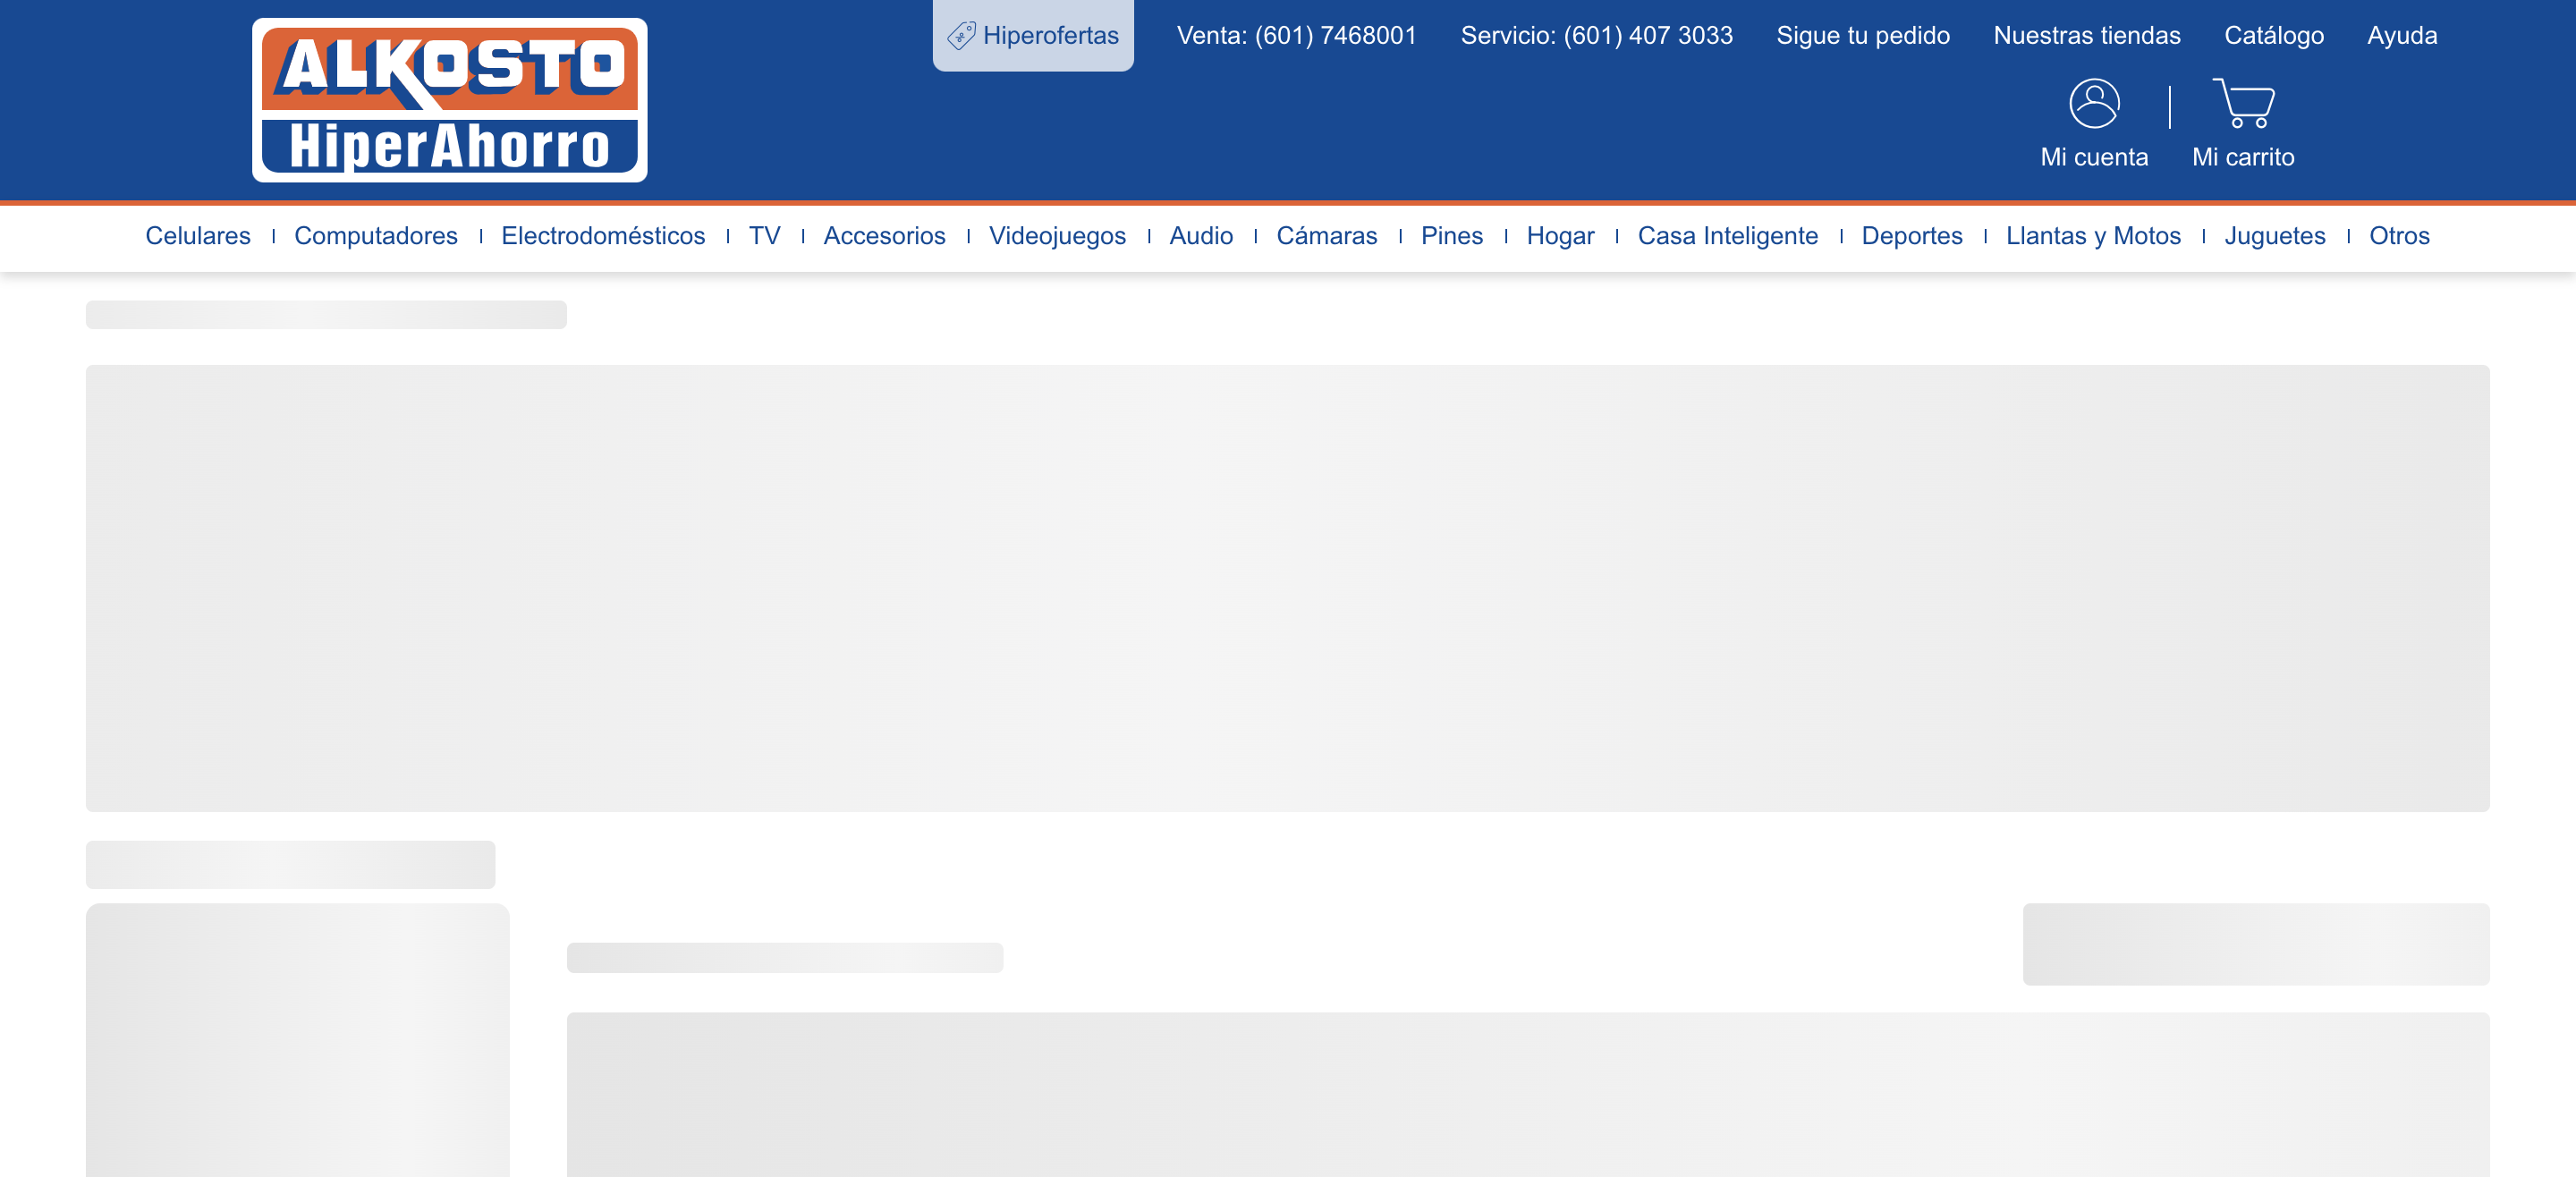 ALKOSTO
HiperAhorro
Hiperofertas Venta: (601) 7468001 Servicio: (601) 407 3033 Sigue tu pedido Nuestras tiendas Catálogo Ayuda
Mi cuenta Mi carrito
Celulares Computadores Electrodomésticos TV Accesorios Videojuegos Audio Cámaras Pines Hogar Casa Inteligente Deportes Llantas y Motos Juguetes Otros